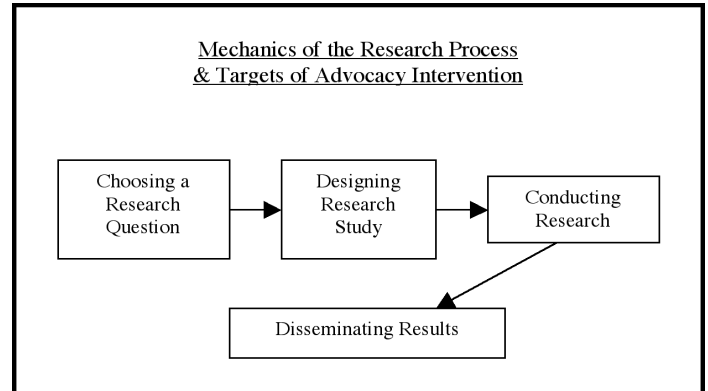 Mechanics of the Research Process
& Targets of Advocacy Intervention
Choosing a
Research
Question
Designing
Research
Study
Conducting
Research
Disseminating Results